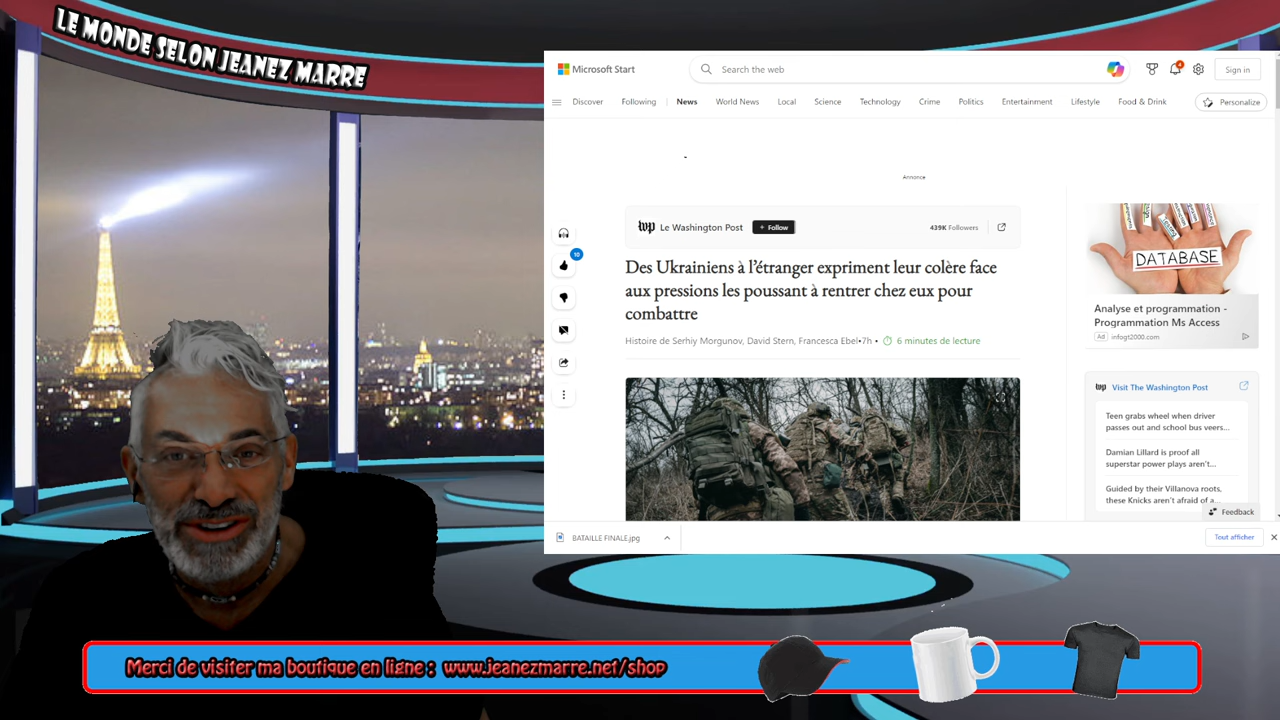 LE MONDE SELON JEANEZ MARRE
Microsoft Start
Search the web
4
Sign in
Discover
Following
News
World News
Local
Science
Technology
Crime
Politics
Entertainment
Lifestyle
Food & Drink
Personalize
Annonce
wp Le Washington Post
+ Follow
439K Followers
10
Des Ukrainiens à l'étranger expriment leur colère face
aux pressions les poussant à rentrer chez eux pour
combattre
Histoire de Serhiy Morgunov, David Stern, Francesca Ebel•7h •
6 minutes de lecture
DATABASE
Analyse et programmation -
Programmation Ms Access
Ad infogt2000.com
wp Visit The Washington Post
Teen grabs wheel when driver
passes out and school bus veers...
Damian Lillard is proof all
superstar power plays aren't...
Guided by their Villanova roots,
these Knicks aren't afraid of a...
Feedback
BATAILLE FINALE.jpg
Tout afficher
Merci de visiter ma boutique en ligne : www.jeanezmarre.net/shop